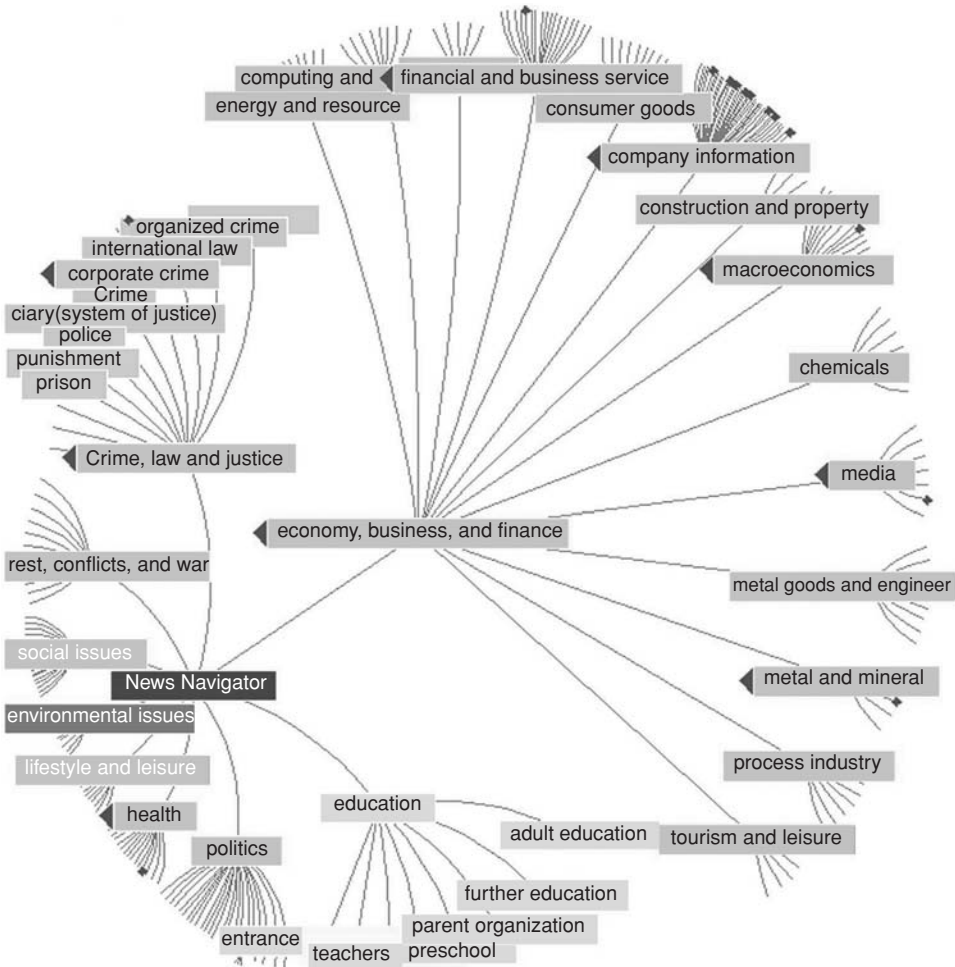 computing and
financial and business service
energy and resource
consumer goods
company information
construction and property
organized crime
international law
macroeconomics
corporate crime
Crime
ciary(system of justice)
police
punishment
prison
chemicals
Crime, law and justice
media
economy, business, and finance
rest, conflicts, and war
metal goods and engineer
social issues
News Navigator
metal and mineral
environmental issues
lifestyle and leisure
process industry
health
education
adult education
tourism and leisure
politics
further education
parent organization
entrance
teachers
preschool